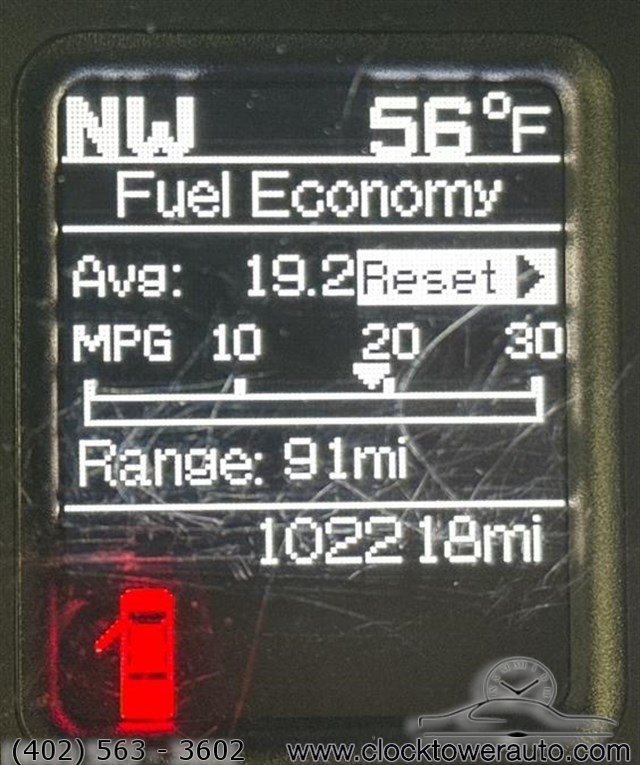 NW 56°F
Fuel Economy
Avg: 19.2 Reset
MPG 10 20 30
Range: 91mi
102218mi
(402) 563 - 3602 www.clocktowerauto.com